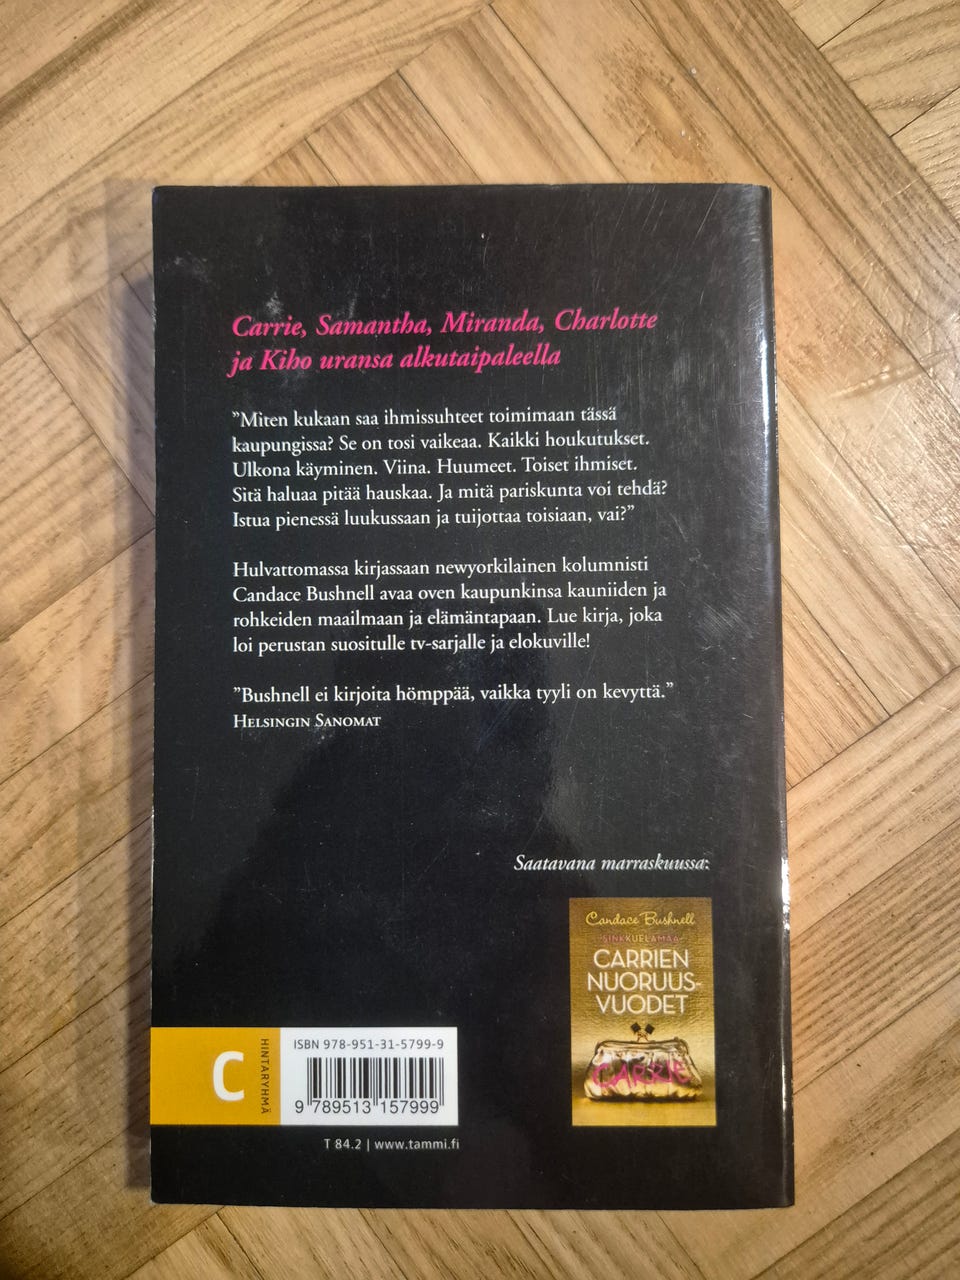 Carrie, Samantha, Miranda, Charlotte
ja Kiho uransa alkutaipaleella
”Miten kukaan saa ihmissuhteet toimimaan tässä
kaupungissa? Se on tosi vaikeaa. Kaikki houkutukset.
Ulkona käyminen. Viina. Huumeet. Toiset ihmiset.
Sitä haluaa pitää hauskaa. Ja mitä pariskunta voi tehdä?
Istua pienessä luukussaan ja tuijottaa toisiaan, vai?”
Hulvattomassa kirjassaan newyorkilainen kolumnisti
Candace Bushnell avaa oven kaupunkinsa kauniiden ja
rohkeiden maailmaan ja elämäntapaan. Lue kirja, joka
loi perustan suositulle tv-sarjalle ja elokuville!
”Bushnell ei kirjoita hömppää, vaikka tyyli on kevyttä.”
HELSINGIN SANOMAT
Saatavana marraskuussa:
Candace Bushnell
SINKKUELÄMÄÄ
CARRIEN
NUORUUS-
VUODET
CARRIE
C
HINTARYHMÄ
ISBN 978-951-31-5799-9
9 789513 157999
T 84.2 | www.tammi.fi